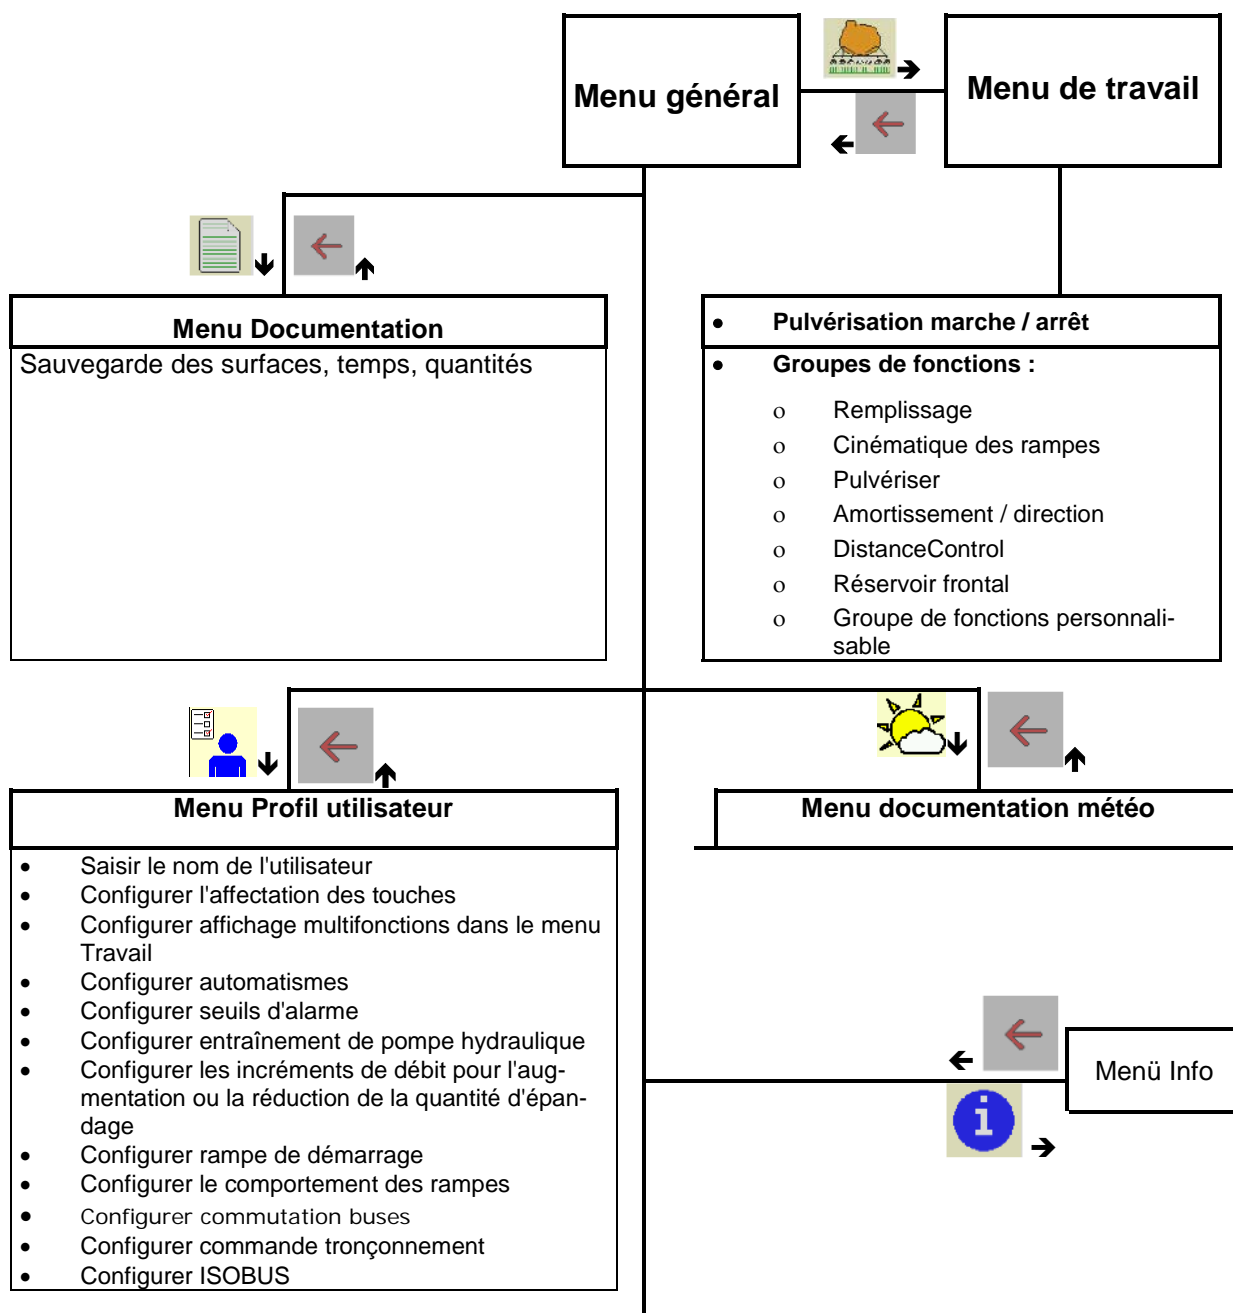 Menu général
Menu de travail
Menu Documentation
Sauvegarde des surfaces, temps, quantités
• Pulvérisation marche / arrêt
• Groupes de fonctions :
o Remplissage
o Cinématique des rampes
o Pulvériser
o Amortissement / direction
o DistanceControl
o Réservoir frontal
o Groupe de fonctions personnali-
sable
Menu Profil utilisateur
• Saisir le nom de l'utilisateur
• Configurer l'affectation des touches
• Configurer affichage multifonctions dans le menu
Travail
• Configurer automatismes
• Configurer seuils d'alarme
• Configurer entraînement de pompe hydraulique
• Configurer les incréments de débit pour l'aug-
mentation ou la réduction de la quantité d'épan-
dage
• Configurer rampe de démarrage
• Configurer le comportement des rampes
• Configurer commutation buses
• Configurer commande tronçonnement
• Configurer ISOBUS
Menu documentation météo
Menü Info
i